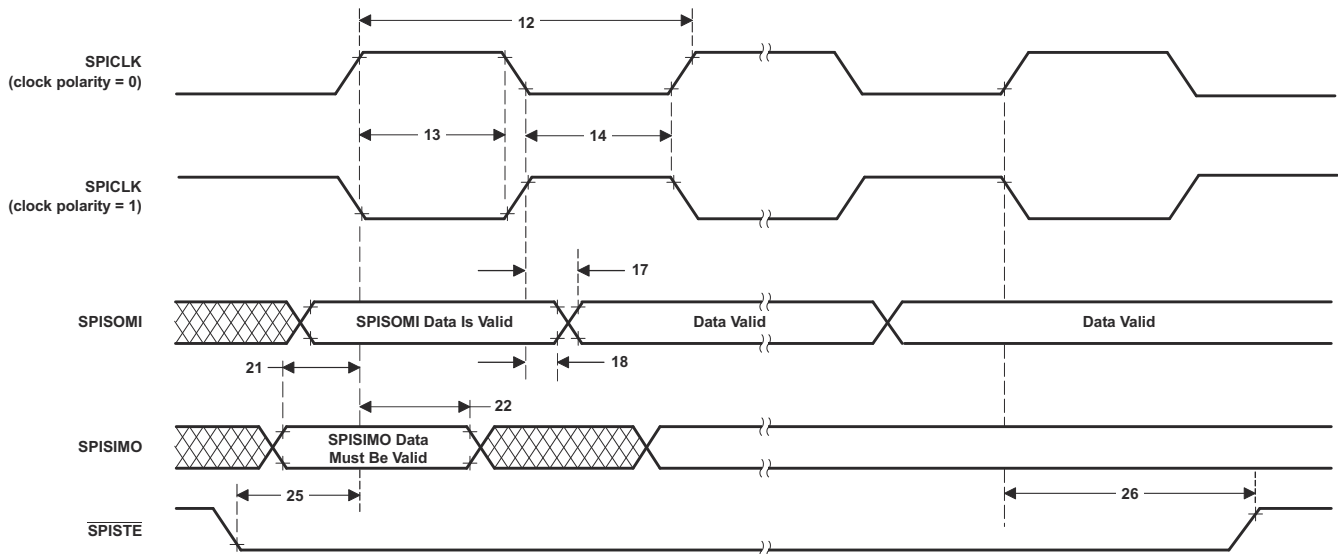 12
SPICLK
(clock polarity = 0)
13
14
SPICLK
(clock polarity = 1)
17
SPISOMI
SPISOMI Data Is Valid
Data Valid
Data Valid
21
18
22
SPISIMO
SPISIMO Data
Must Be Valid
25
26
SPISTE